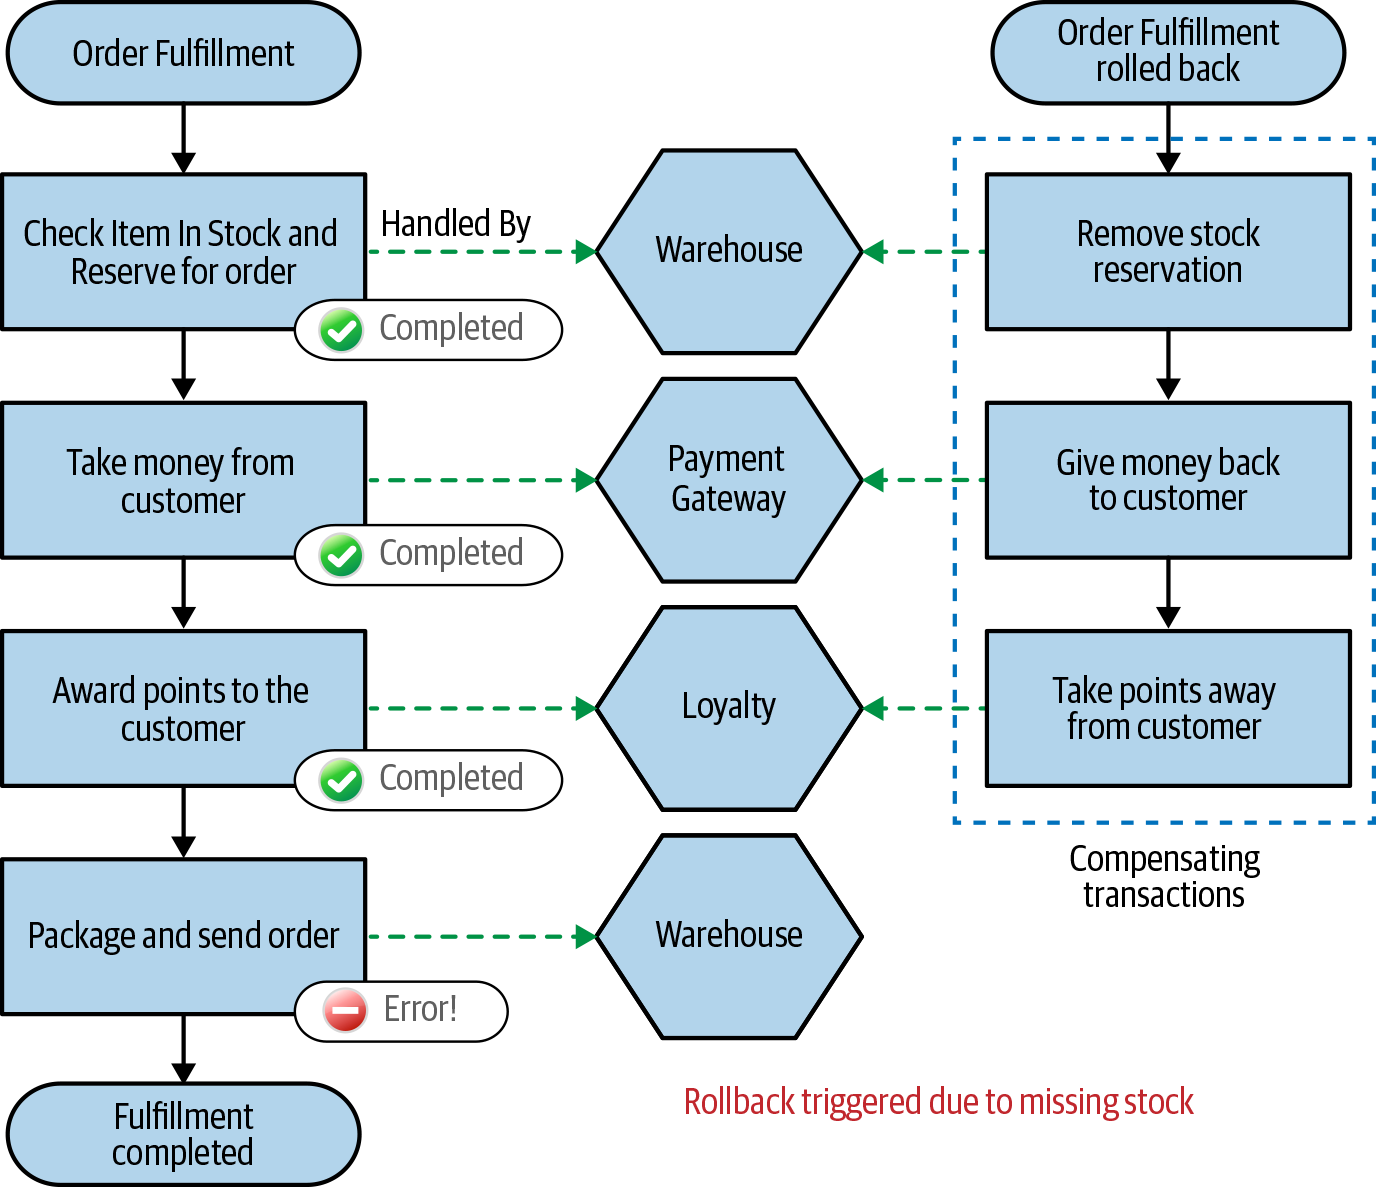 Order Fulfillment
Check Item In Stock and
Reserve for order
Completed
Take money from
customer
Completed
Award points to the
customer
Completed
Package and send order
Error!
Fulfillment
completed
Handled By
Warehouse
Payment
Gateway
Loyalty
Warehouse
Order Fulfillment
rolled back
Remove stock
reservation
Give money back
to customer
Take points away
from customer
Compensating
transactions
Rollback triggered due to missing stock